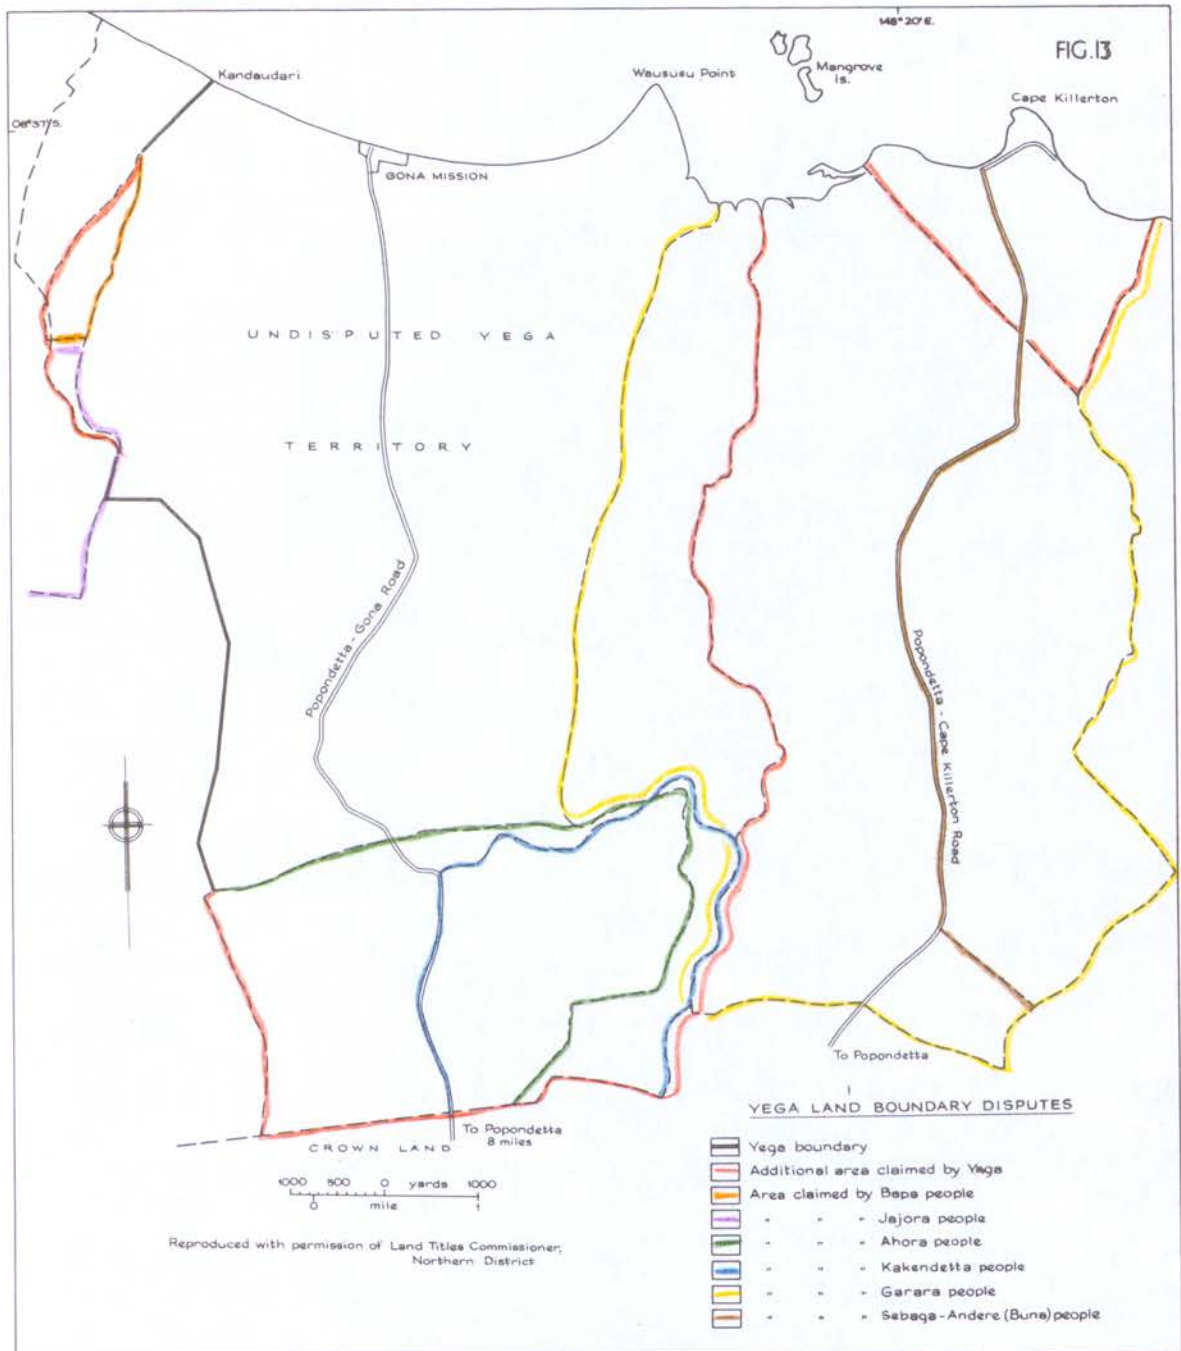 148° 20' E.
FIG.13
Kandaudari
Waususu Point
Mangrove
Is.
Cape Killerton
08°37'S.
GONA MISSION
UNDISPUTED YEGA
TERRITORY
Popondetta - Gona Road
Popondetta - Cape Killerton Road
To Popondetta
To Popondetta
8 miles
CROWN LAND
1000 500 0 yards 1000
0 mile 1
Reproduced with permission of Land Titles Commissioner,
Northern District
YEGA LAND BOUNDARY DISPUTES
Yega boundary
Additional area claimed by Yega
Area claimed by Bapa people
" " " Jajora people
" " " Ahora people
" " " Kakendetta people
" " " Garara people
" " " Sebaga-Andere (Buna) people